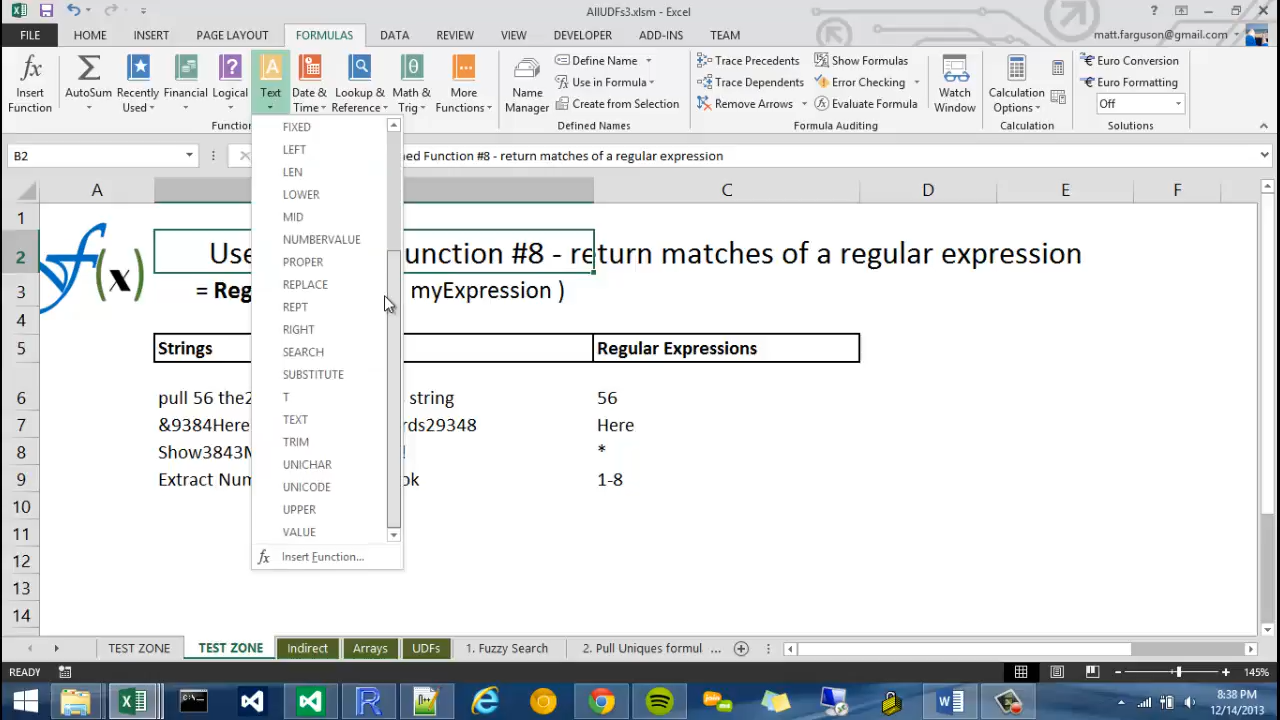 AllUDFs3.xlsm - Excel
FILE HOME INSERT PAGE LAYOUT FORMULAS DATA REVIEW VIEW DEVELOPER ADD-INS TEAM matt.farguson@gmail.com
Insert Function
AutoSum
Recently Used
Financial
Logical
Text
Date & Time
Lookup & Reference
Math & Trig
More Functions
Name Manager
Define Name
Use in Formula
Create from Selection
Defined Names
Trace Precedents
Trace Dependents
Remove Arrows
Show Formulas
Error Checking
Evaluate Formula
Formula Auditing
Watch Window
Calculation Options
Calculation
Euro Conversion
Euro Formatting
Off
Solutions
Func
B2
ned Function #8 - return matches of a regular expression
FIXED
LEFT
LEN
LOWER
MID
NUMBERVALUE
PROPER
REPLACE
REPT
RIGHT
SEARCH
SUBSTITUTE
T
TEXT
TRIM
UNICHAR
UNICODE
UPPER
VALUE
fx Insert Function...
A C D E F
1
2 Use unction #8 - return matches of a regular expression
f(x)
3 = Reg myExpression )
4
5 Strings Regular Expressions
6 pull 56 the2 string 56
7 &9384Here rds29348 Here
8 Show3843M ! *
9 Extract Num ok 1-8
10
11
12
13
14
TEST ZONE TEST ZONE Indirect Arrays UDFs 1. Fuzzy Search 2. Pull Uniques formul ...
READY 145%
8:38 PM
12/14/2013